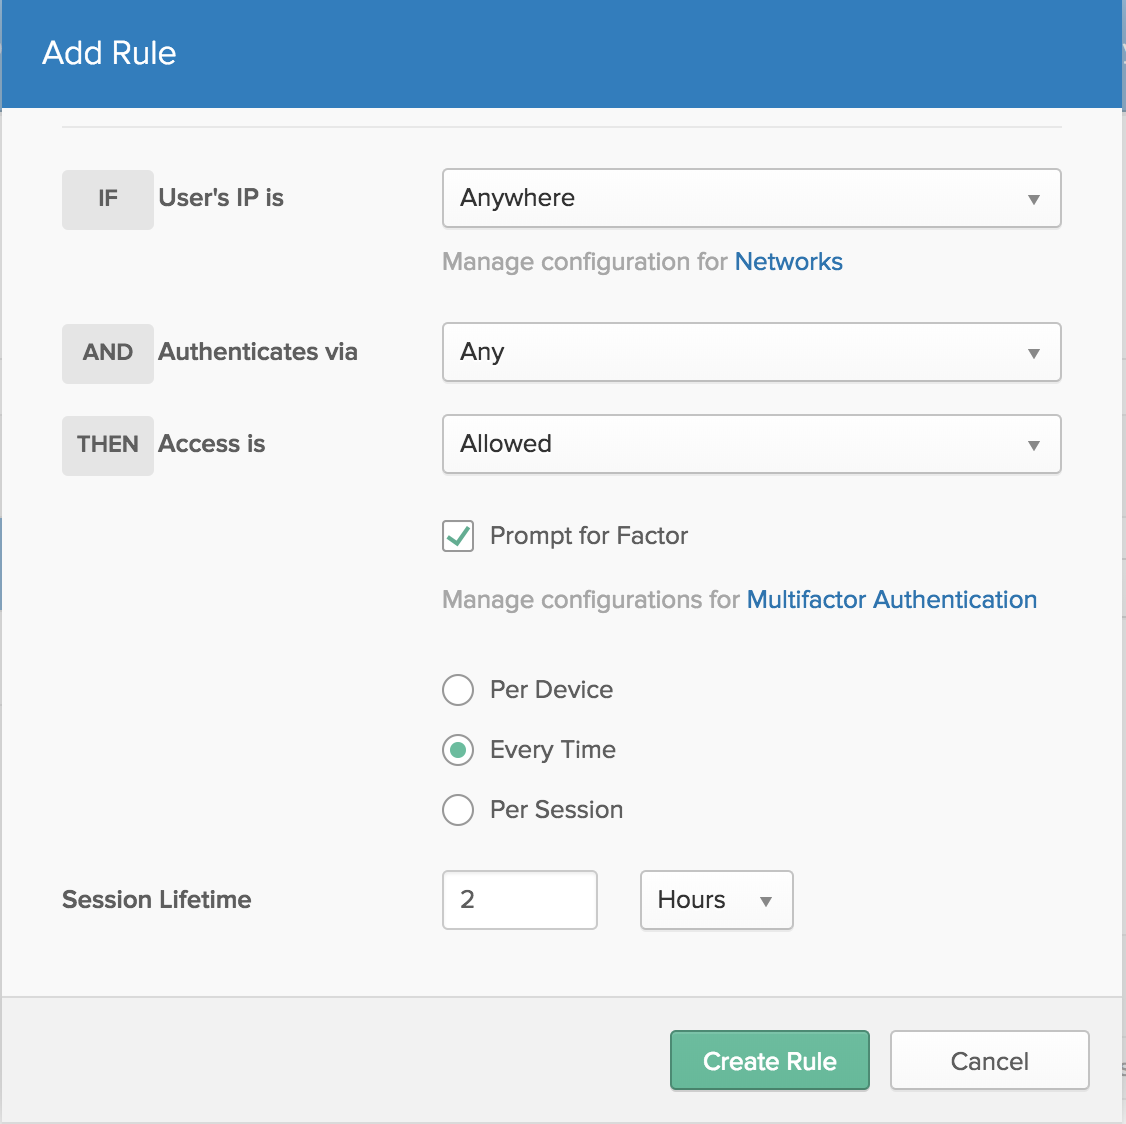 Add Rule
IF User's IP is Anywhere
Manage configuration for Networks
AND Authenticates via Any
THEN Access is Allowed
Prompt for Factor
Manage configurations for Multifactor Authentication
Per Device
Every Time
Per Session
Session Lifetime 2 Hours
Create Rule Cancel